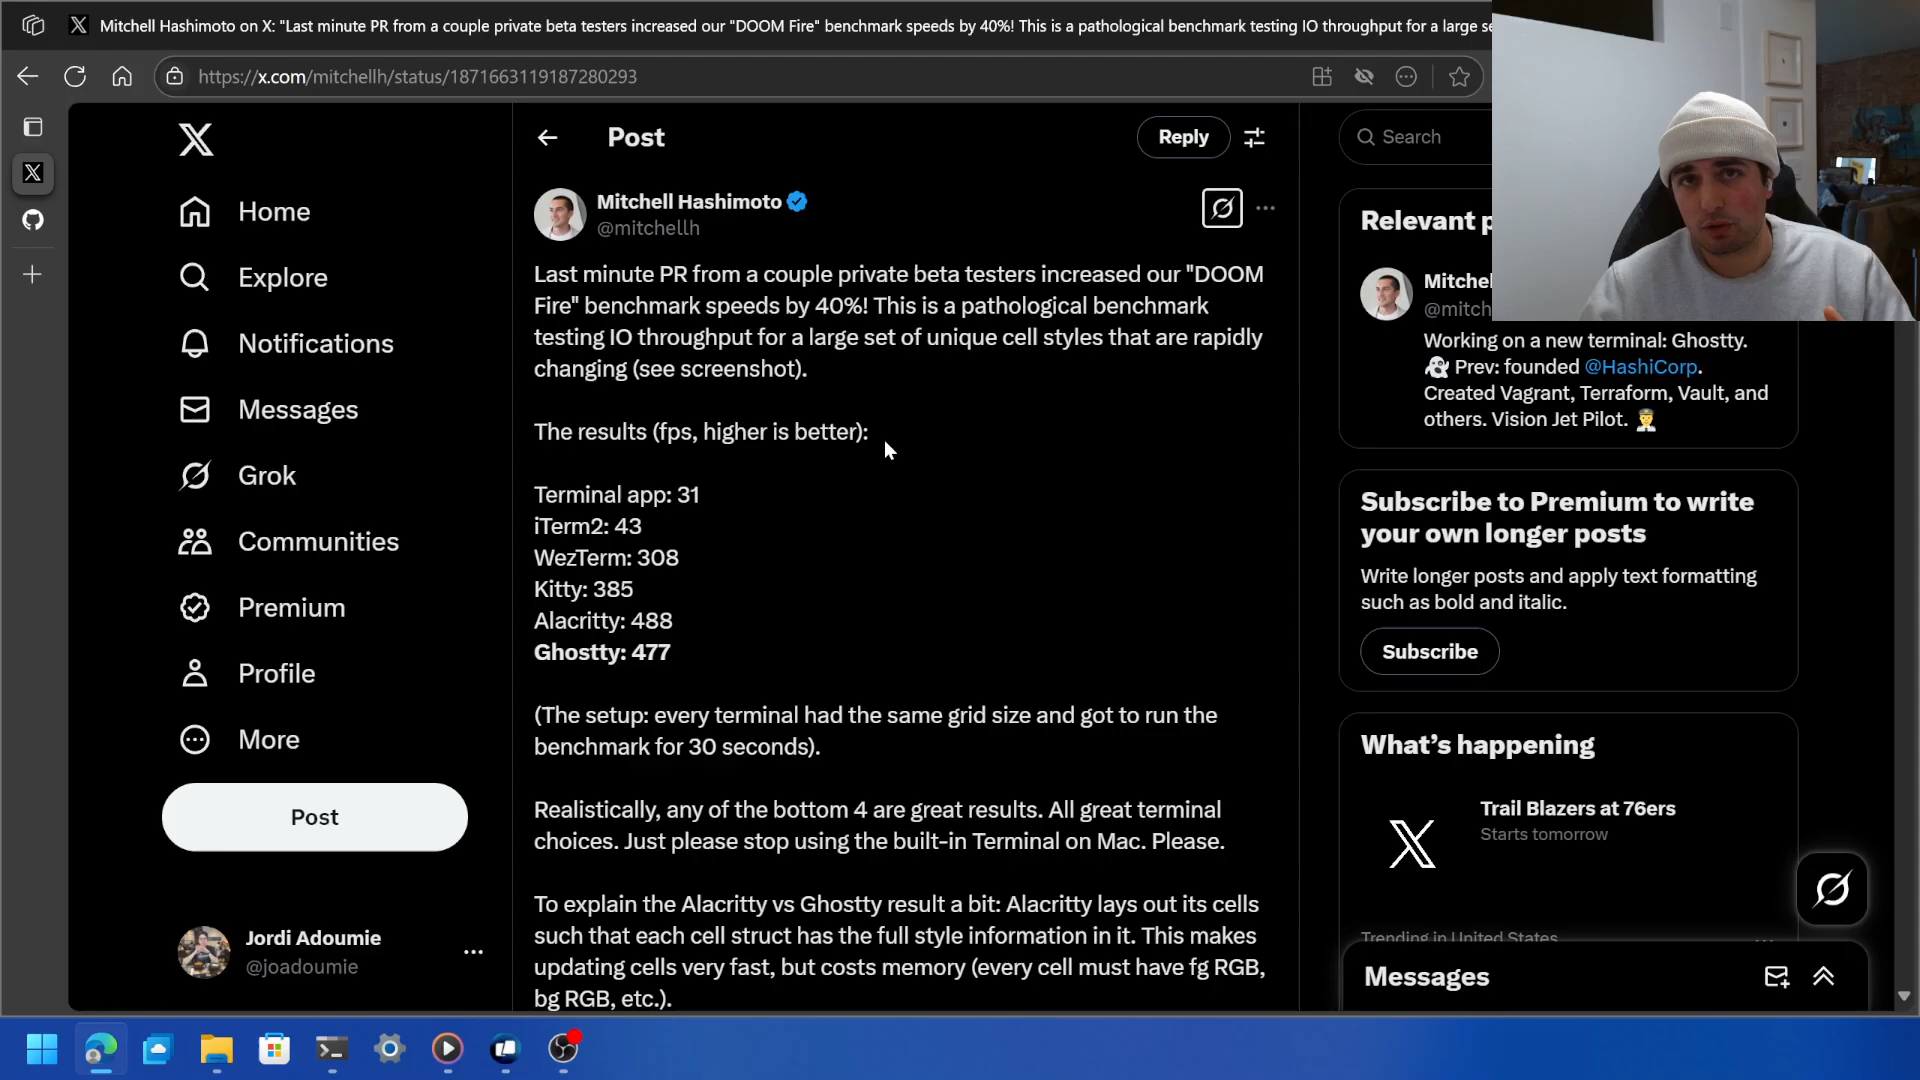 Mitchell Hashimoto on X: "Last minute PR from a couple private beta testers increased our "DOOM Fire" benchmark speeds by 40%! This is a pathological benchmark testing IO throughput for a large se
https://x.com/mitchellh/status/1871663119187280293
Home
Explore
Notifications
Messages
Grok
Communities
Premium
Profile
More
Post
Jordi Adoumie
@joadoumie
Post
Reply
Mitchell Hashimoto
@mitchellh
Last minute PR from a couple private beta testers increased our "DOOM
Fire" benchmark speeds by 40%! This is a pathological benchmark
testing IO throughput for a large set of unique cell styles that are rapidly
changing (see screenshot).
The results (fps, higher is better):
Terminal app: 31
iTerm2: 43
WezTerm: 308
Kitty: 385
Alacritty: 488
Ghostty: 477
(The setup: every terminal had the same grid size and got to run the
benchmark for 30 seconds).
Realistically, any of the bottom 4 are great results. All great terminal
choices. Just please stop using the built-in Terminal on Mac. Please.
To explain the Alacritty vs Ghostty result a bit: Alacritty lays out its cells
such that each cell struct has the full style information in it. This makes
updating cells very fast, but costs memory (every cell must have fg RGB,
bg RGB, etc.).
Search
Relevant p
Mitchel
@mitch
Working on a new terminal: Ghostty.
👻 Prev: founded @HashiCorp.
Created Vagrant, Terraform, Vault, and
others. Vision Jet Pilot. 👨‍✈️
Subscribe to Premium to write
your own longer posts
Write longer posts and apply text formatting
such as bold and italic.
Subscribe
What's happening
Trail Blazers at 76ers
Starts tomorrow
Trending in United States
Messages